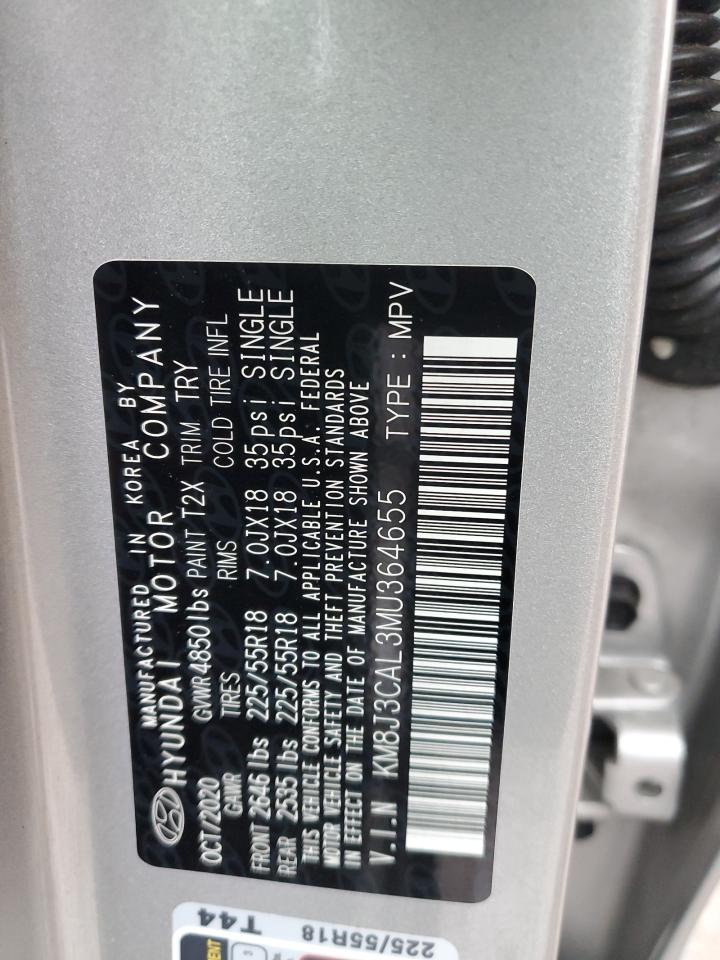 MANUFACTURED IN KOREA BY
HYUNDAI MOTOR COMPANY
OCT/2020 GVWR 4850 lbs PAINT T2X TRIM TRY
GAWR TIRES RIMS COLD TIRE INFL
FRONT 2646 lbs 225/55R18 7.0JX18 35psi SINGLE
REAR 2535 lbs 225/55R18 7.0JX18 35psi SINGLE
THIS VEHICLE CONFORMS TO ALL APPLICABLE U.S.A. FEDERAL
MOTOR VEHICLE SAFETY AND THEFT PREVENTION STANDARDS
IN EFFECT ON THE DATE OF MANUFACTURE SHOWN ABOVE
V.I.N KM8J3CAL3MU364655 TYPE : MPV
T44
225/55R18